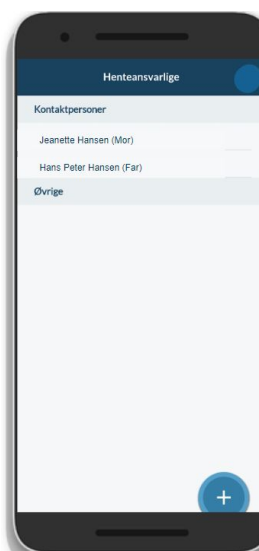 Henteansvarlige
Kontaktpersoner
Jeanette Hansen (Mor)
Hans Peter Hansen (Far)
Øvrige
+